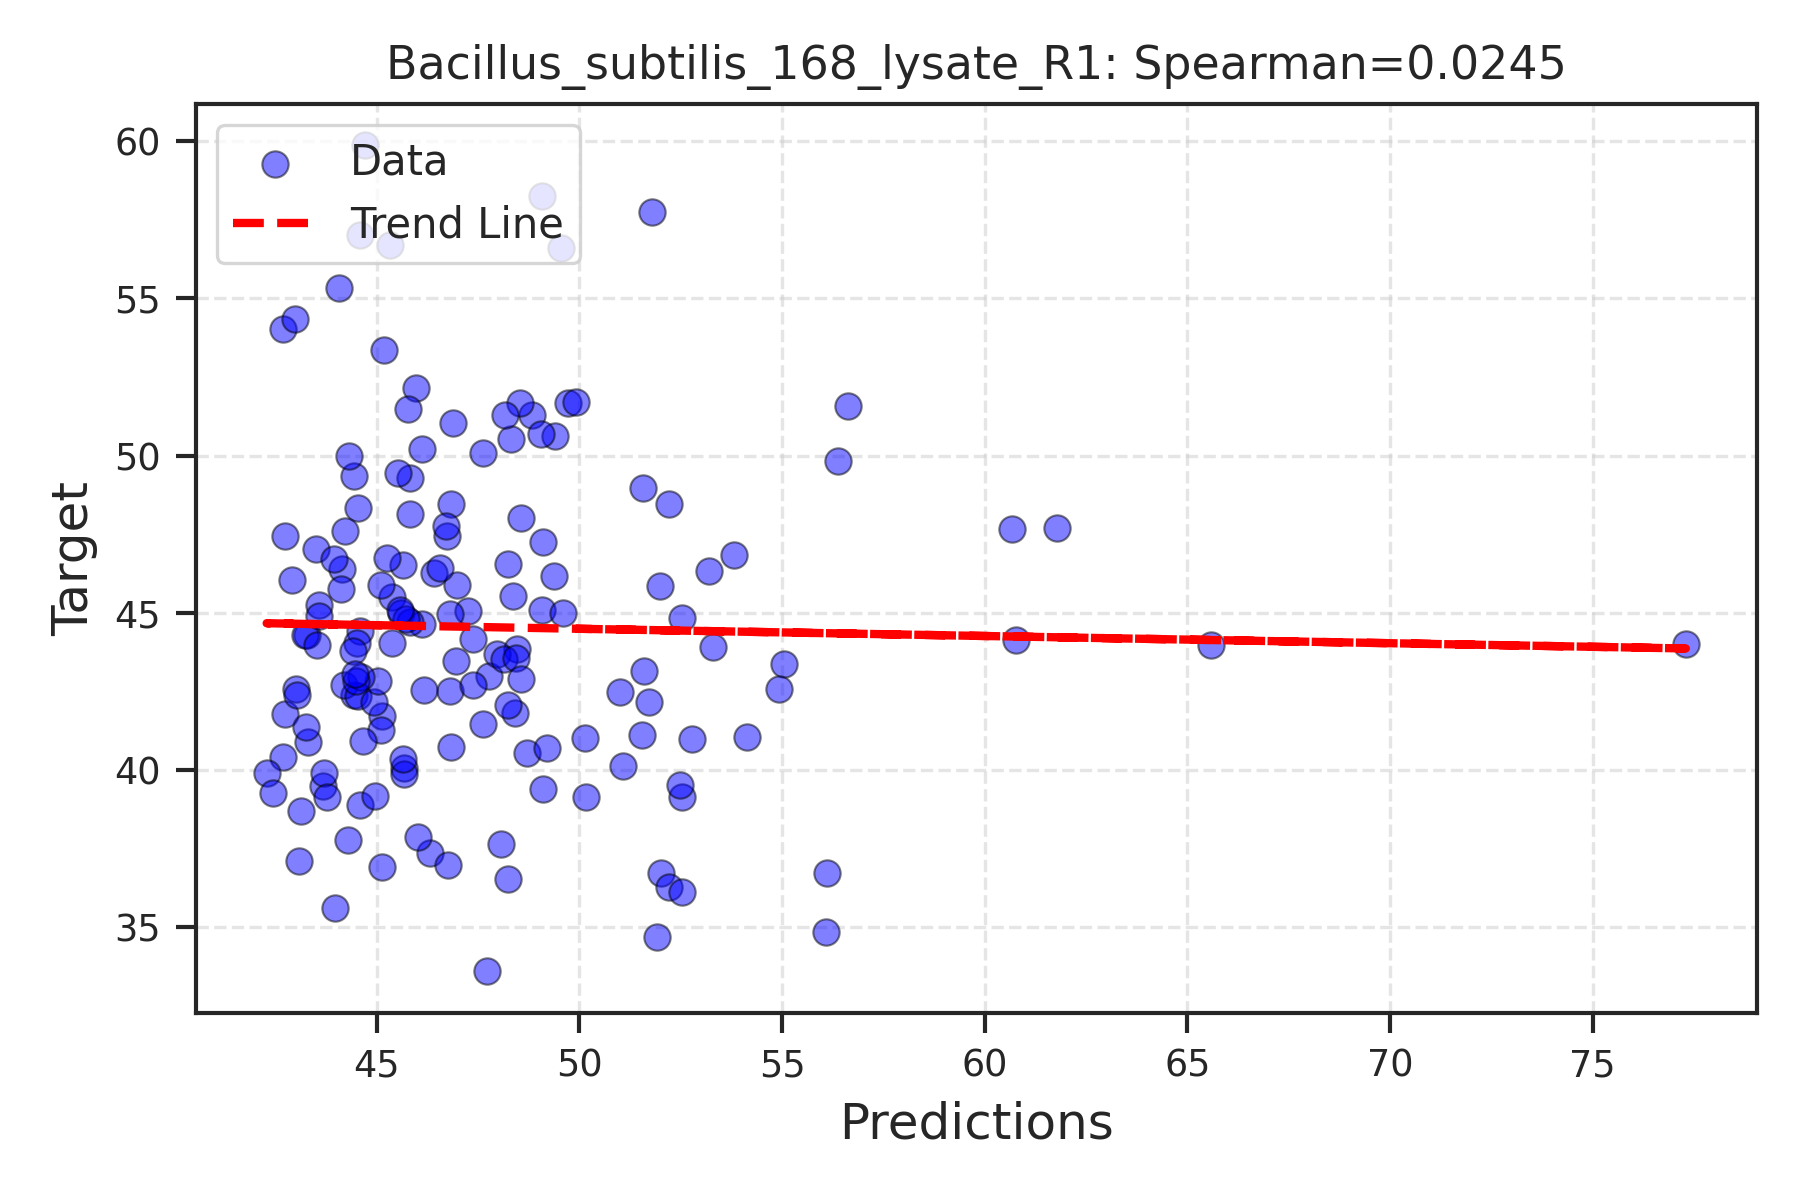 Bacillus_subtilis_168_lysate_R1: Spearman=0.0245
Data
Trend Line
60
55
50
45
40
35
Target
45 50 55 60 65 70 75
Predictions